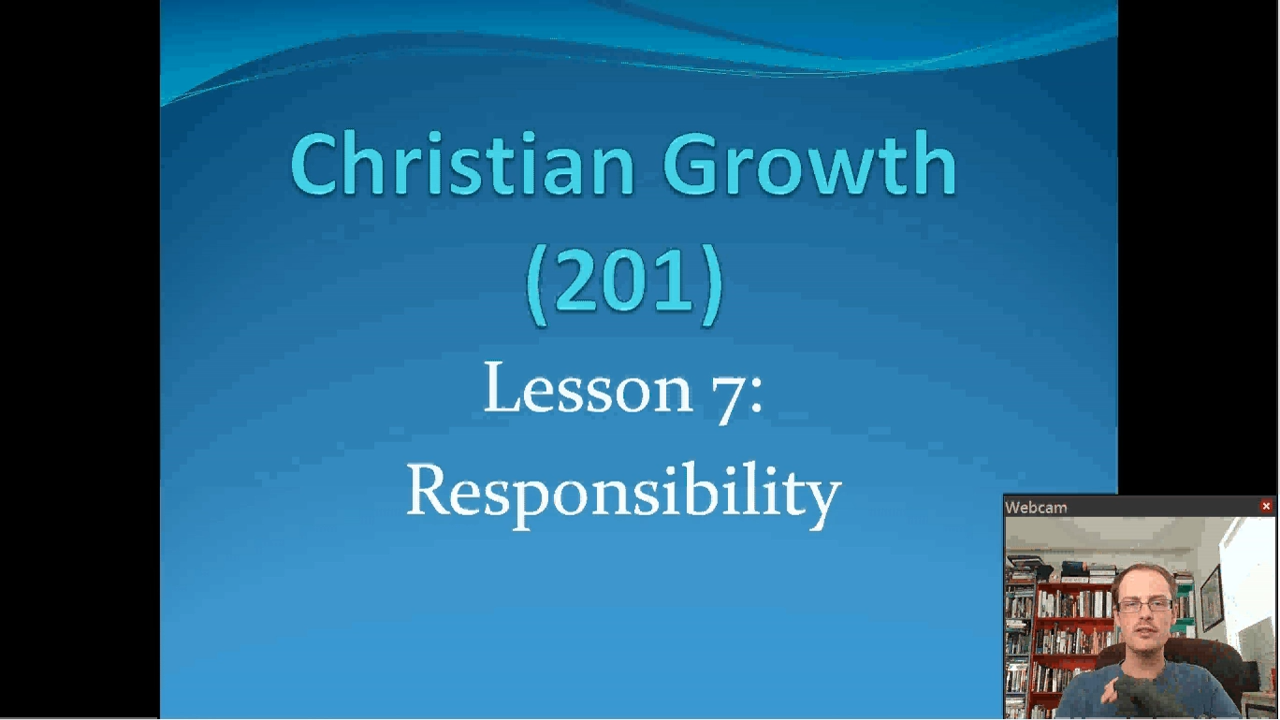 Christian Growth
(201)
Lesson 7:
Responsibility
Webcam